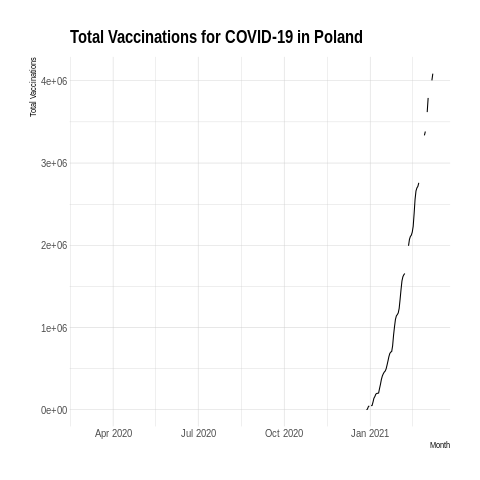 Total Vaccinations for COVID-19 in Poland
Total Vaccinations
4e+06
3e+06
2e+06
1e+06
0e+00
Apr 2020
Jul 2020
Oct 2020
Jan 2021
Month